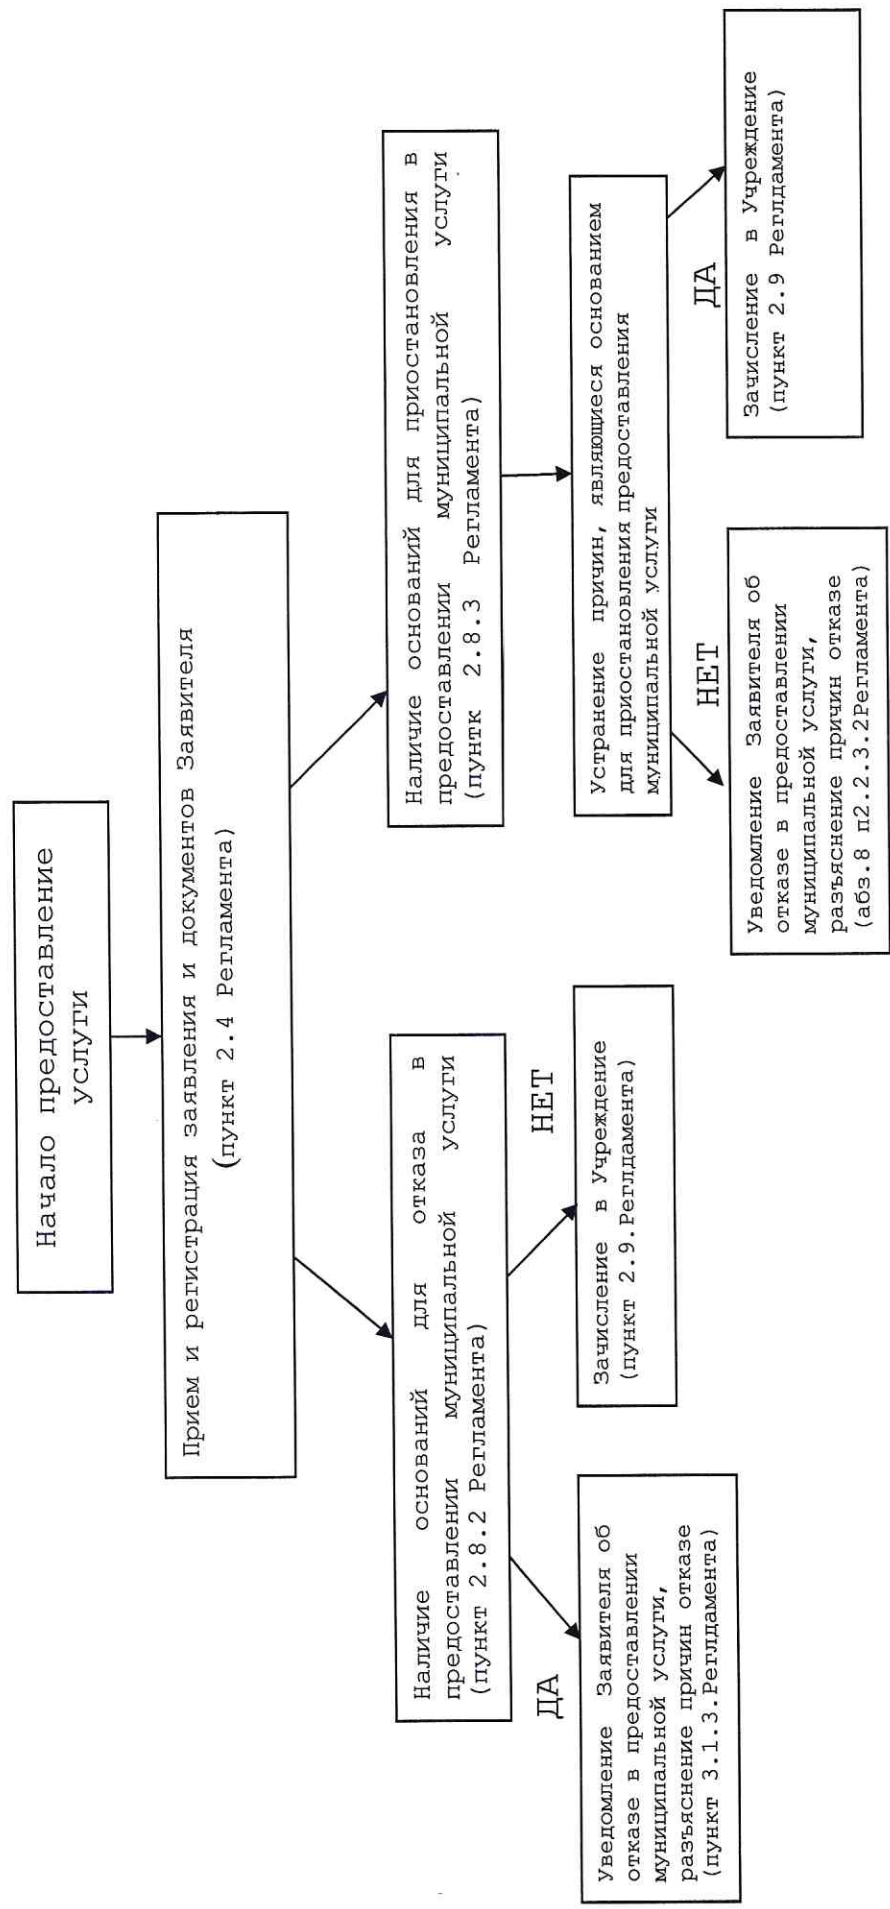 Начало предоставление
услуги
Прием и регистрация заявления и документов Заявителя
(пункт 2.4 Регламента)
Наличие оснований для отказа в
предоставлении муниципальной услуги
(пункт 2.8.2 Регламента)
Наличие оснований для приостановления в
предоставлении муниципальной услуги
(пунтк 2.8.3 Регламента)
ДА
НЕТ
Уведомление Заявителя об
отказе в предоставлении
муниципальной услуги,
разъяснение причин отказе
(пункт 3.1.3.Реглдамента)
Зачисление в Учреждение
(пункт 2.9.Реглдамента)
Устранение причин, являющиеся основанием
для приостановления предоставления
муниципальной услуги
НЕТ
ДА
Уведомление Заявителя об
отказе в предоставлении
муниципальной услуги,
разъяснение причин отказе
(абз.8 п2.2.3.2Регламента)
Зачисление в Учреждение
(пункт 2.9 Реглдамента)